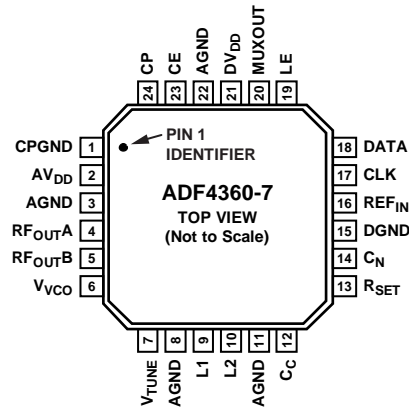 CP
CE
AGND
DVDD
MUXOUT
LE
24
23
22
21
20
19
CPGND 1
AVDD 2
AGND 3
RFOUTA 4
RFOUTB 5
VVCO 6
PIN 1
IDENTIFIER
ADF4360-7
TOP VIEW
(Not to Scale)
18 DATA
17 CLK
16 REFIN
15 DGND
14 CN
13 RSET
7
8
9
10
11
12
VTUNE
AGND
L1
L2
AGND
CC